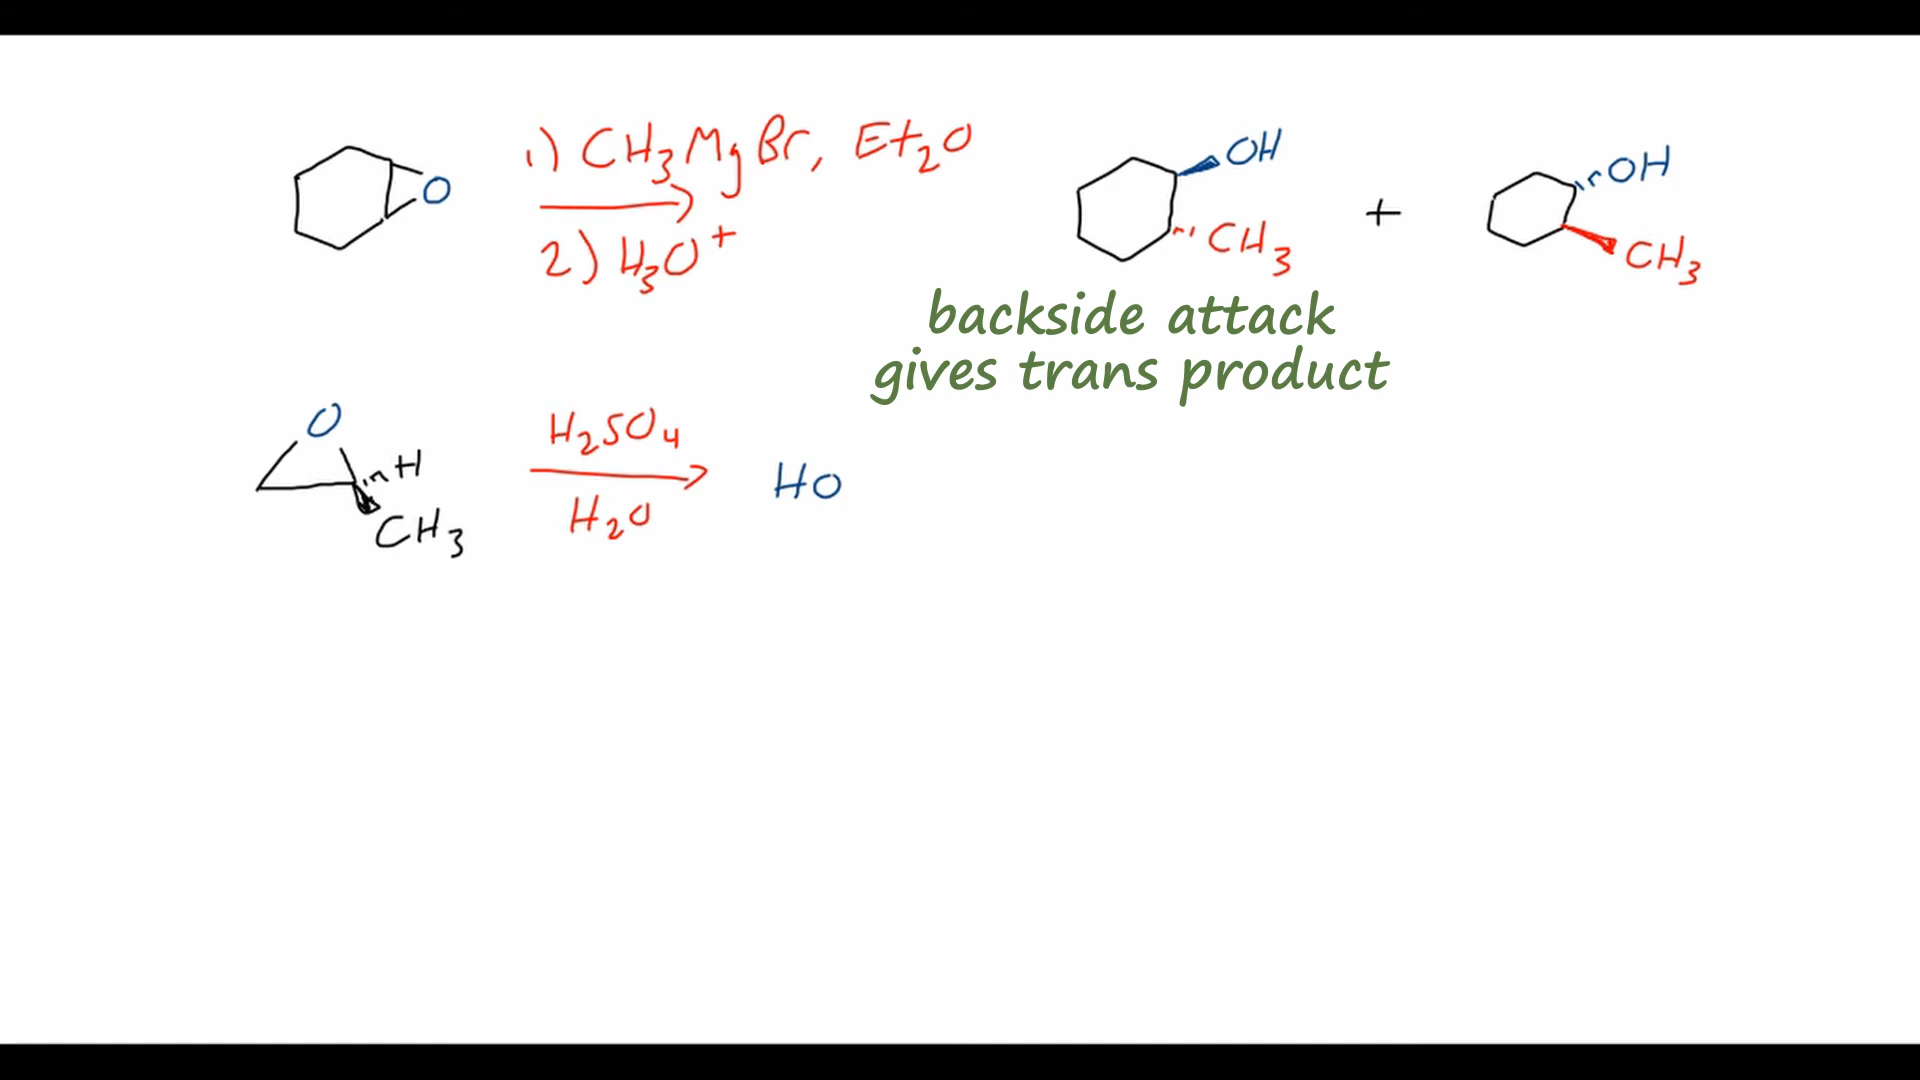 1) CH3MgBr, Et2O
2) H3O+
O
OH
CH3
+
OH
CH3
backside attack
gives trans product
O
H
CH3
H2SO4
H2O
HO